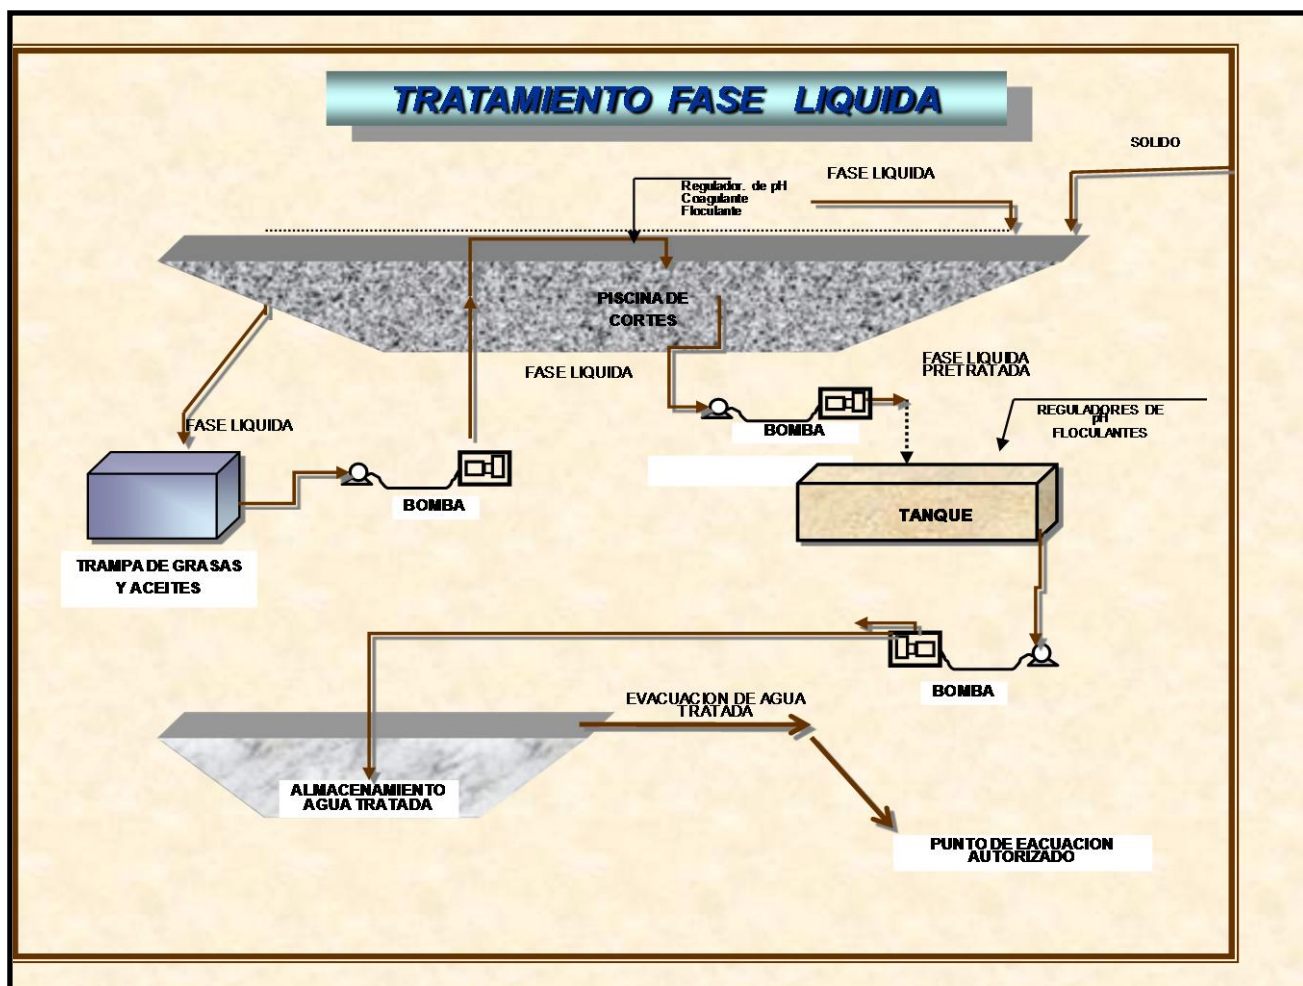 TRATAMIENTO FASE LIQUIDA
SOLIDO
FASE LIQUIDA
Regulador. de pH
Coagulante
Floculante
PISCINA DE
CORTES
FASE LIQUIDA
FASE LIQUIDA
PRETRATADA
REGULADORES DE
pH
FLOCULANTES
FASE LIQUIDA
BOMBA
BOMBA
TANQUE
TRAMPA DE GRASAS
Y ACEITES
BOMBA
EVACUACION DE AGUA
TRATADA
ALMACENAMIENTO
AGUA TRATADA
PUNTO DE EACUACION
AUTORIZADO